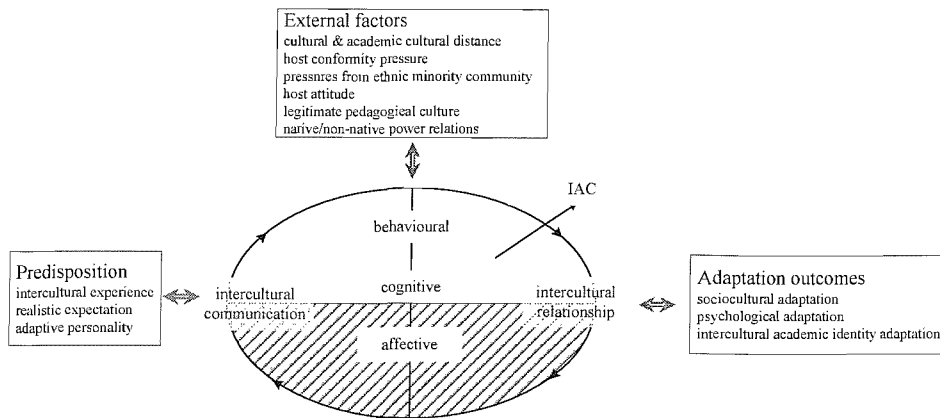 External factors
cultural & academic cultural distance
host conformity pressure
pressnres from ethnic minority community
host attitude
legitimate pedagogical culture
narive/non-native power relations
IAC
behavioural
Predisposition
intercultural experience
realistic expectation
adaptive personality
intercultural
communication
cognitive
intercultural
relationship
affective
Adaptation outcomes
sociocultural adaptation
psychological adaptation
intercultural academic identity adaptation